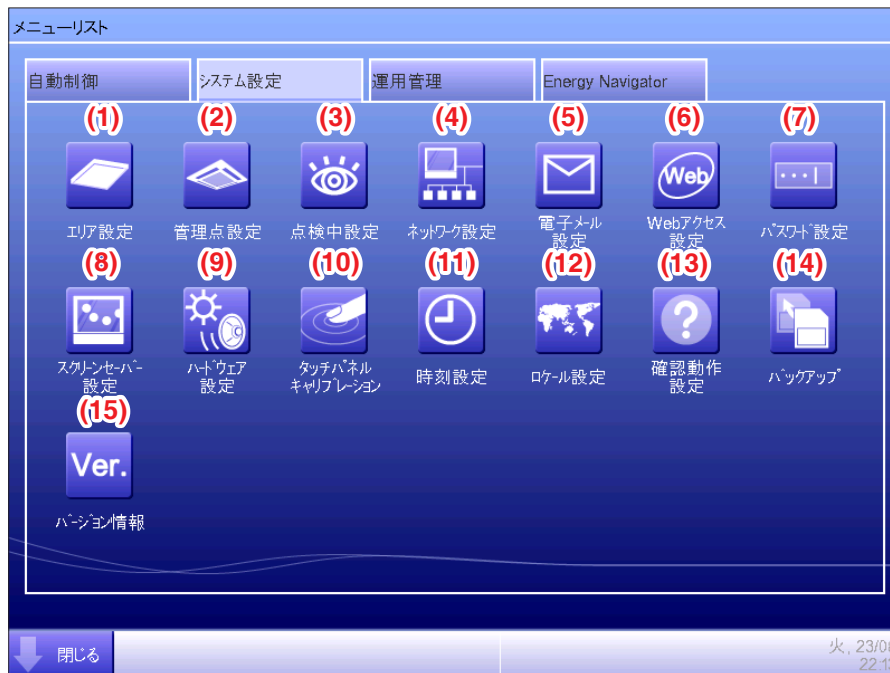 メニューリスト
自動制御 システム設定 運用管理 Energy Navigator
(1) (2) (3) (4) (5) (6) (7)
Web
エリア設定 管理点設定 点検中設定 ネットワーク設定 電子メール Webアクセス パスワード設定
設定 設定
(8) (9) (10) (11) (12) (13) (14)
?
スクリーンセーバー ハードウェア タッチパネル 時刻設定 ロケール設定 確認動作 バックアップ
設定 設定 キャリブレーション 設定
(15)
Ver.
バージョン情報
閉じる
火, 23/0
22:1